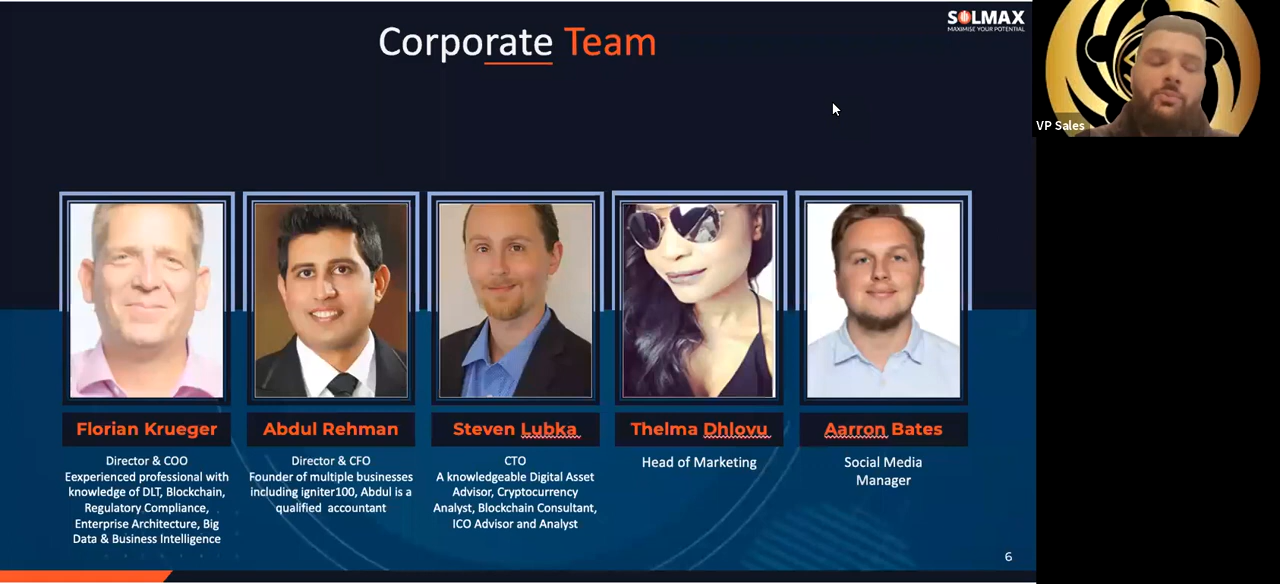 Corporate Team
SOLMAX
MAXIMISE YOUR POTENTIAL
VP Sales
Florian Krueger
Director & COO
Eexperienced professional with
knowledge of DLT, Blockchain,
Regulatory Compliance,
Enterprise Architecture, Big
Data & Business Intelligence
Abdul Rehman
Director & CFO
Founder of multiple businesses
including igniter100, Abdul is a
qualified accountant
Steven Lubka
CTO
A knowledgeable Digital Asset
Advisor, Cryptocurrency
Analyst, Blockchain Consultant,
ICO Advisor and Analyst
Thelma Dhlovu
Head of Marketing
Aarron Bates
Social Media
Manager
6